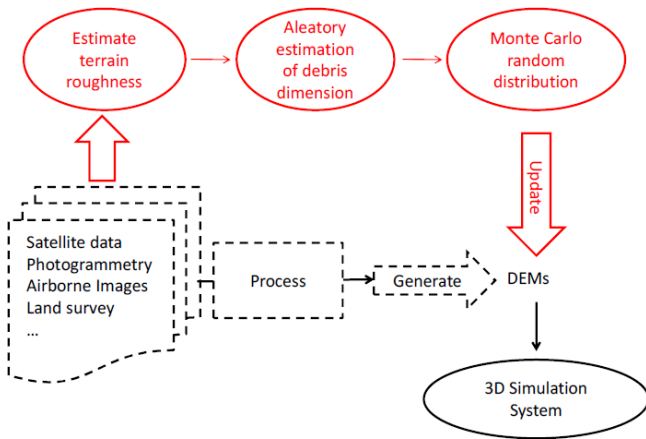 Estimate
terrain
roughness
Aleatory
estimation
of debris
dimension
Monte Carlo
random
distribution
Update
Satellite data
Photogrammetry
Airborne Images
Land survey
...
Process
Generate
DEMs
3D Simulation
System